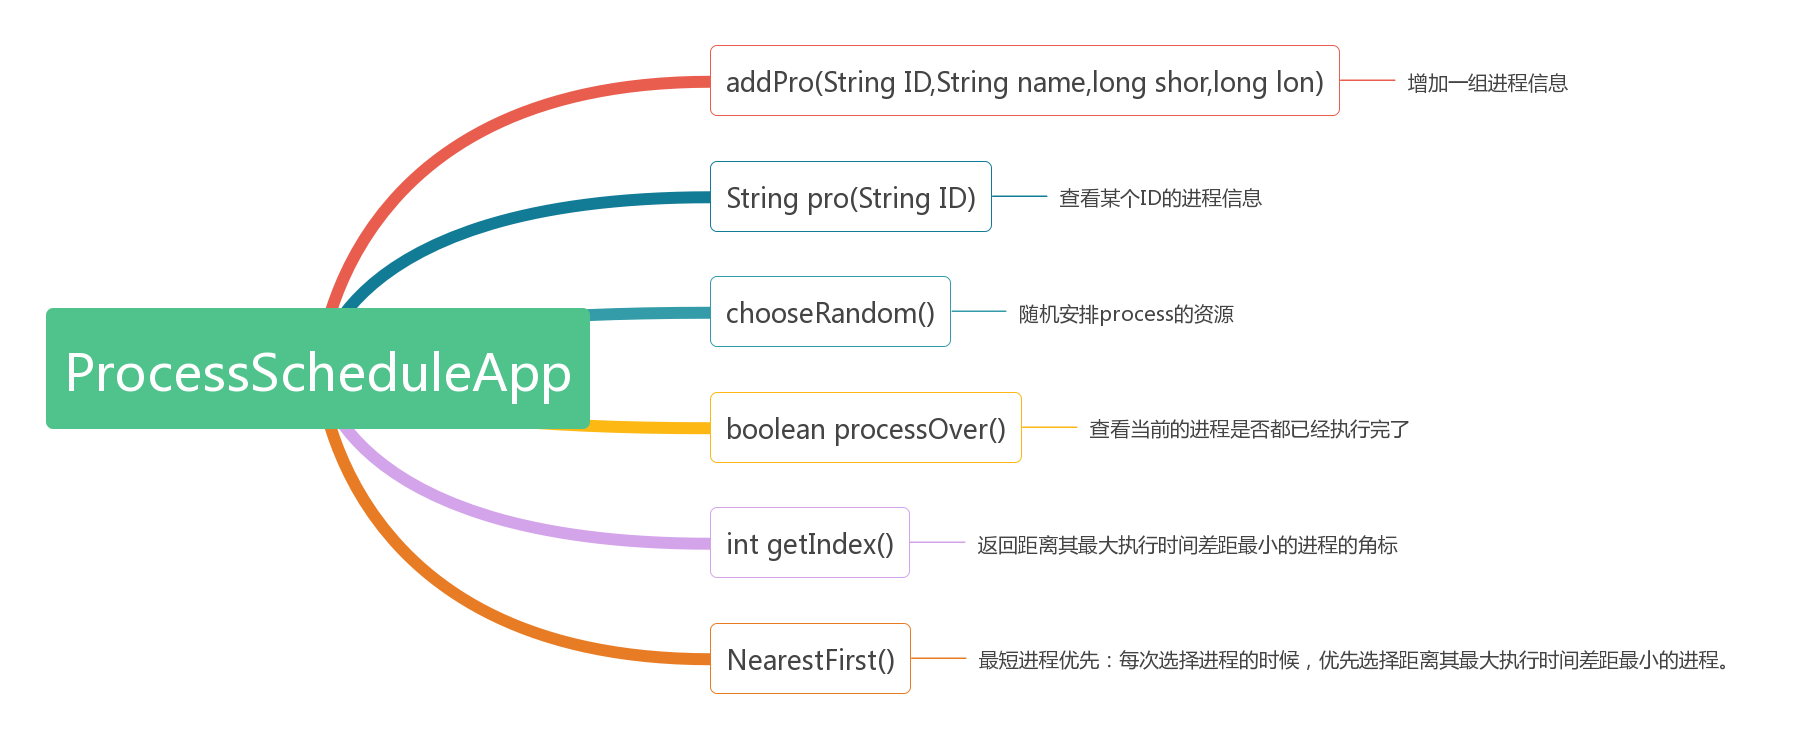 ProcessScheduleApp
addPro(String ID,String name,long shor,long lon)
增加一组进程信息
String pro(String ID)
查看某个ID的进程信息
chooseRandom()
随机安排process的资源
boolean processOver()
查看当前的进程是否都已经执行完了
int getIndex()
返回距离其最大执行时间差距最小的进程的角标
NearestFirst()
最短进程优先：每次选择进程的时候，优先选择距离其最大执行时间差距最小的进程。